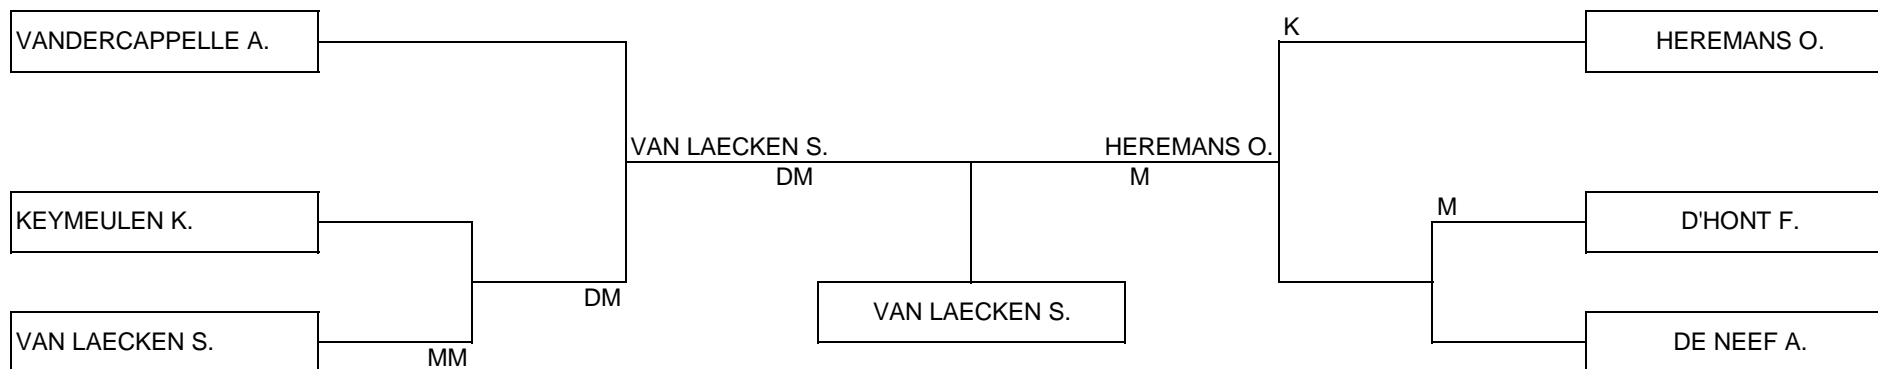 VANDERCAPPELLE A.
K
HEREMANS O.
VAN LAECKEN S.
HEREMANS O.
DM
M
KEYMEULEN K.
M
D'HONT F.
DM
VAN LAECKEN S.
VAN LAECKEN S.
MM
DE NEEF A.